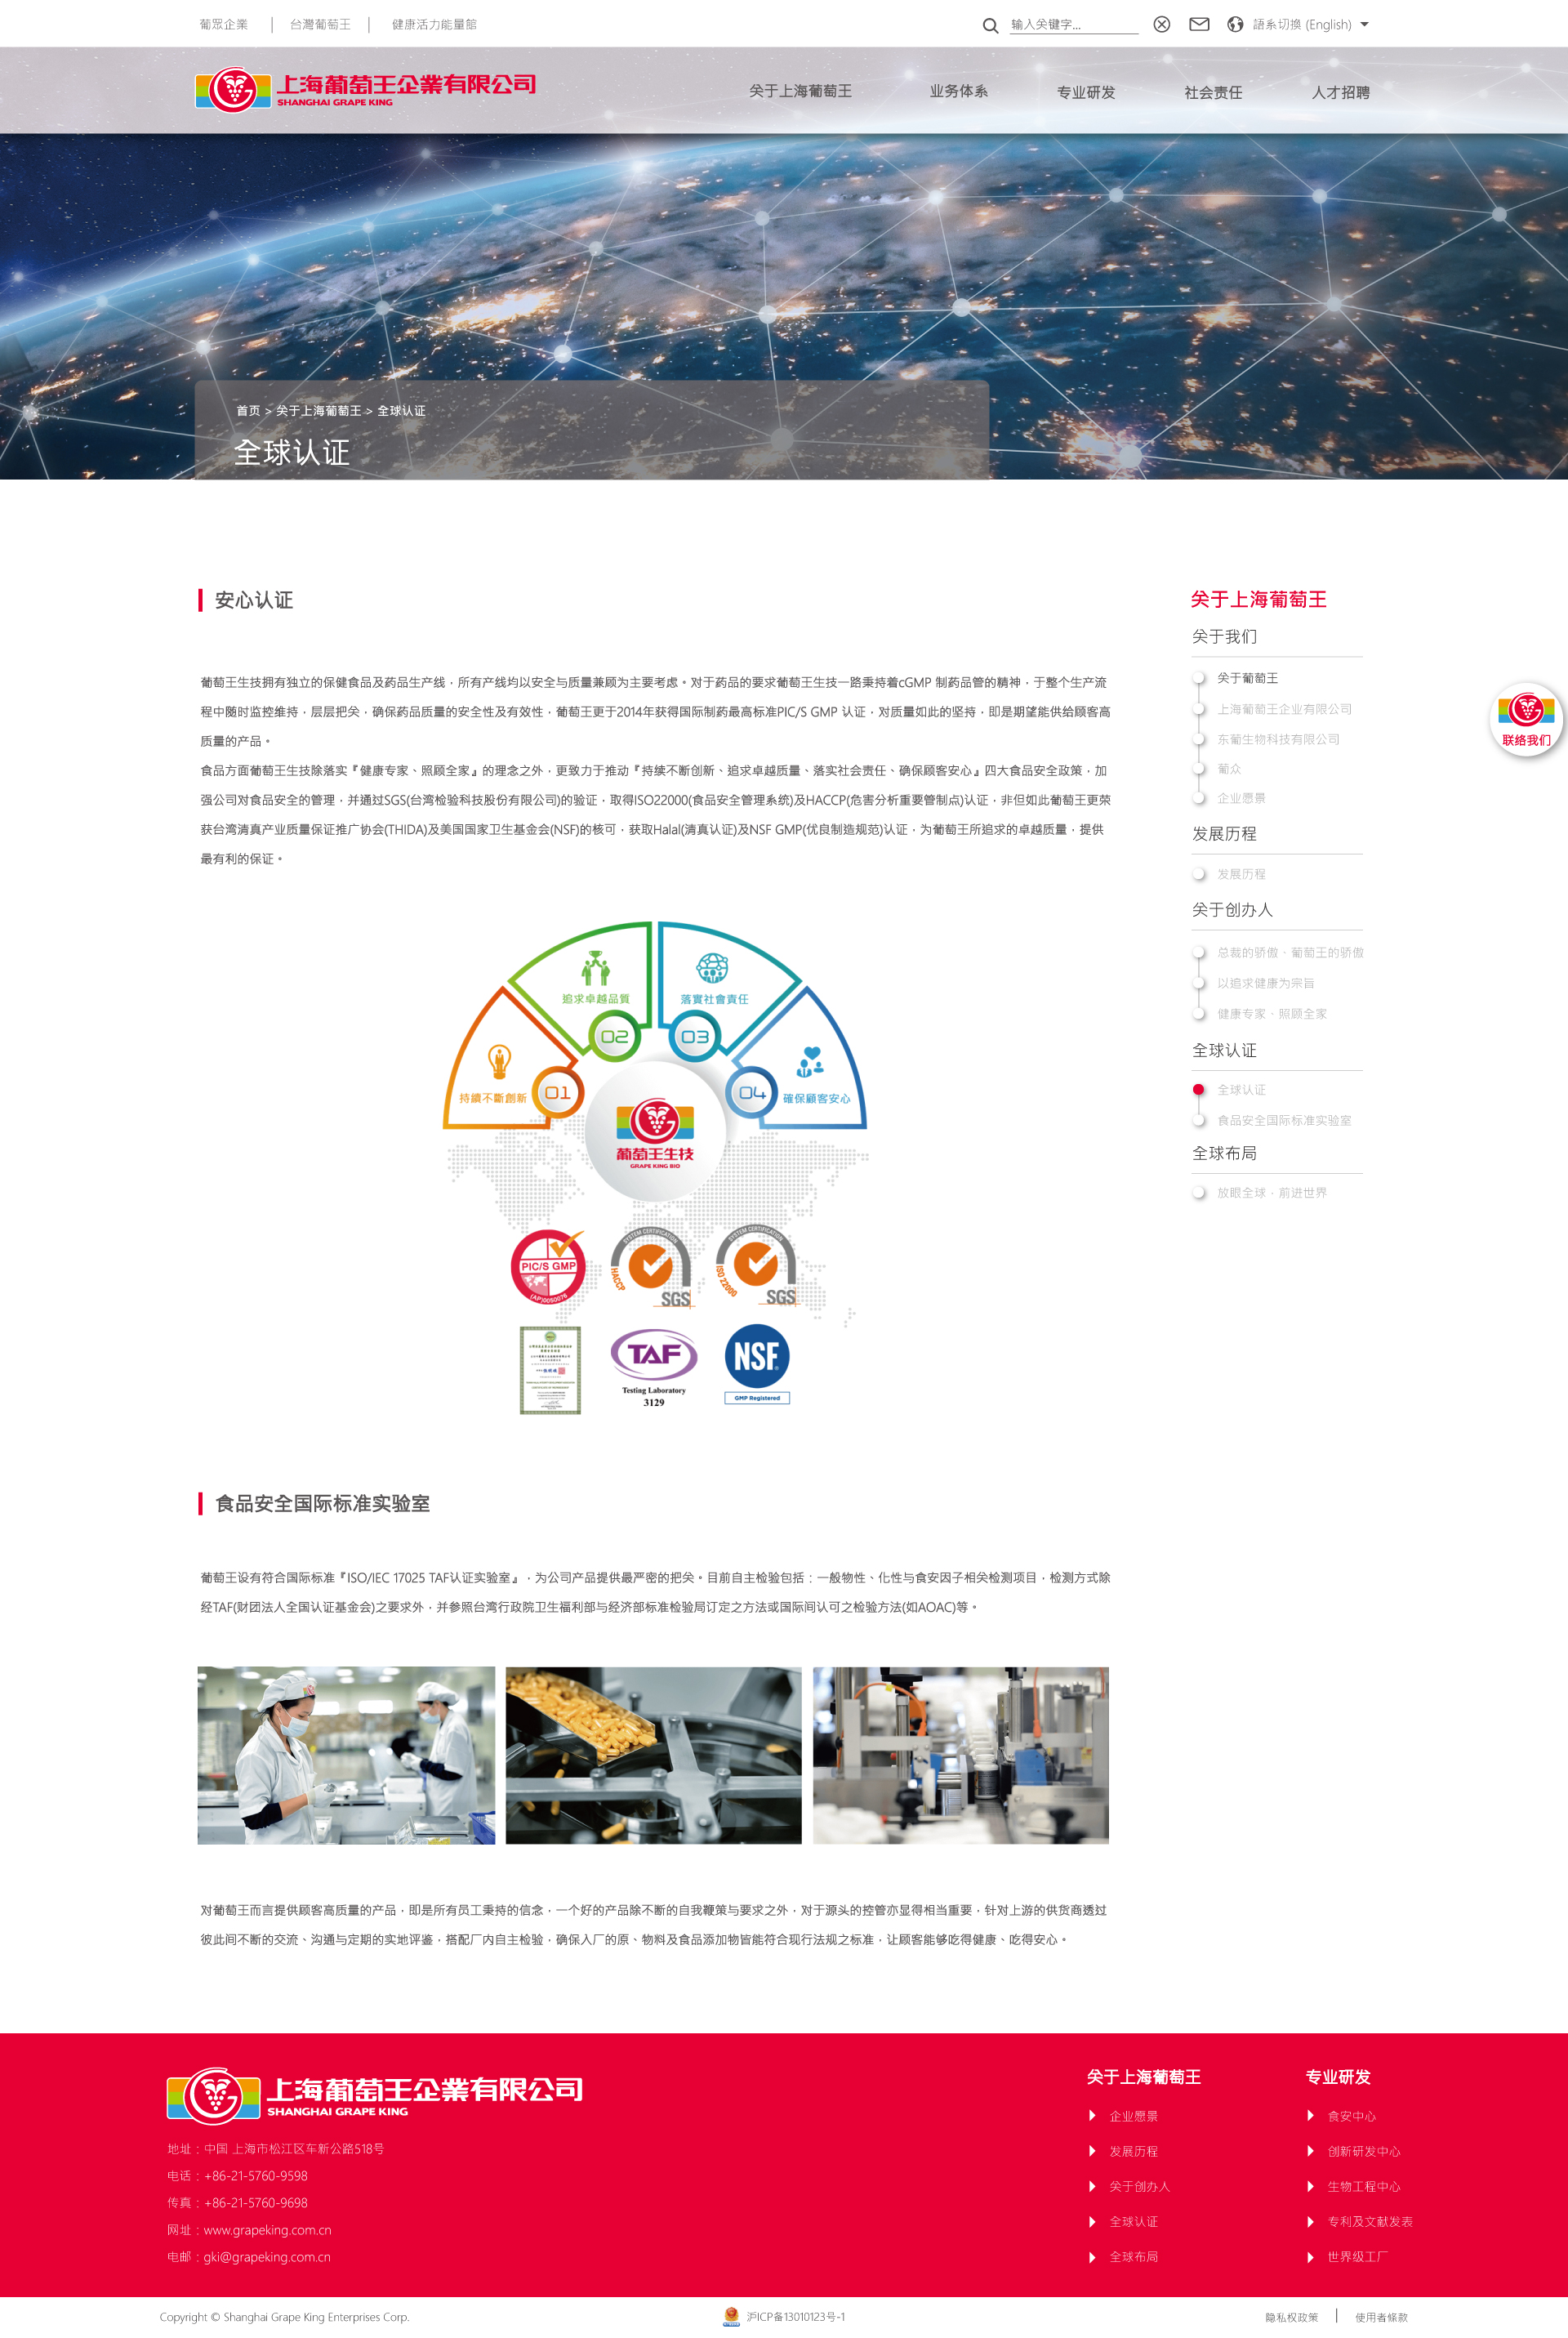 葡眾企業 台灣葡萄王 健康活力能量館
输入关键字... 語系切換 (English)
上海葡萄王企業有限公司
SHANGHAI GRAPE KING
关于上海葡萄王 业务体系 专业研发 社会责任 人才招聘
首页 > 关于上海葡萄王 > 全球认证
全球认证
安心认证
葡萄王生技拥有独立的保健食品及药品生产线，所有产线均以安全与质量兼顾为主要考虑。对于药品的要求葡萄王生技一路秉持着cGMP 制药品管的精神，于整个生产流
程中随时监控维持，层层把关，确保药品质量的安全性及有效性，葡萄王更于2014年获得国际制药最高标准PIC/S GMP 认证，对质量如此的坚持，即是期望能供给顾客高
质量的产品。
食品方面葡萄王生技除落实『健康专家、照顾全家』的理念之外，更致力于推动『持续不断创新、追求卓越质量、落实社会责任、确保顾客安心』四大食品安全政策，加
强公司对食品安全的管理，并通过SGS(台湾检验科技股份有限公司)的验证，取得ISO22000(食品安全管理系统)及HACCP(危害分析重要管制点)认证，非但如此葡萄王更荣
获台湾清真产业质量保证推广协会(THIDA)及美国国家卫生基金会(NSF)的核可，获取Halal(清真认证)及NSF GMP(优良制造规范)认证，为葡萄王所追求的卓越质量，提供
最有利的保证。
追求卓越品質 落實社會責任
02 03
持續不斷創新 01 04 確保顧客安心
葡萄王生技
GRAPE KING BIO
PIC/S GMP
(AP)0050076
SYSTEM CERTIFICATION
HACCP
SGS
SYSTEM CERTIFICATION
ISO 22000
SGS
TAF
Testing Laboratory
3129
NSF
GMP Registered
关于上海葡萄王
关于我们
关于葡萄王
上海葡萄王企业有限公司
东葡生物科技有限公司
葡众
企业愿景
发展历程
发展历程
关于创办人
总裁的骄傲、葡萄王的骄傲
以追求健康为宗旨
健康专家、照顾全家
全球认证
全球认证
食品安全国际标准实验室
全球布局
放眼全球，前进世界
联络我们
食品安全国际标准实验室
葡萄王设有符合国际标准『ISO/IEC 17025 TAF认证实验室』，为公司产品提供最严密的把关。目前自主检验包括：一般物性、化性与食安因子相关检测项目，检测方式除
经TAF(财团法人全国认证基金会)之要求外，并参照台湾行政院卫生福利部与经济部标准检验局订定之方法或国际间认可之检验方法(如AOAC)等。
对葡萄王而言提供顾客高质量的产品，即是所有员工秉持的信念，一个好的产品除不断的自我鞭策与要求之外，对于源头的控管亦显得相当重要，针对上游的供货商透过
彼此间不断的交流、沟通与定期的实地评鉴，搭配厂内自主检验，确保入厂的原、物料及食品添加物皆能符合现行法规之标准，让顾客能够吃得健康、吃得安心。
上海葡萄王企業有限公司
SHANGHAI GRAPE KING
地址：中国 上海市松江区车新公路518号
电话：+86-21-5760-9598
传真：+86-21-5760-9698
网址：www.grapeking.com.cn
电邮：gki@grapeking.com.cn
关于上海葡萄王
企业愿景
发展历程
关于创办人
全球认证
全球布局
专业研发
食安中心
创新研发中心
生物工程中心
专利及文献发表
世界级工厂
Copyright © Shanghai Grape King Enterprises Corp. 沪ICP备13010123号-1 隐私权政策 使用者條款